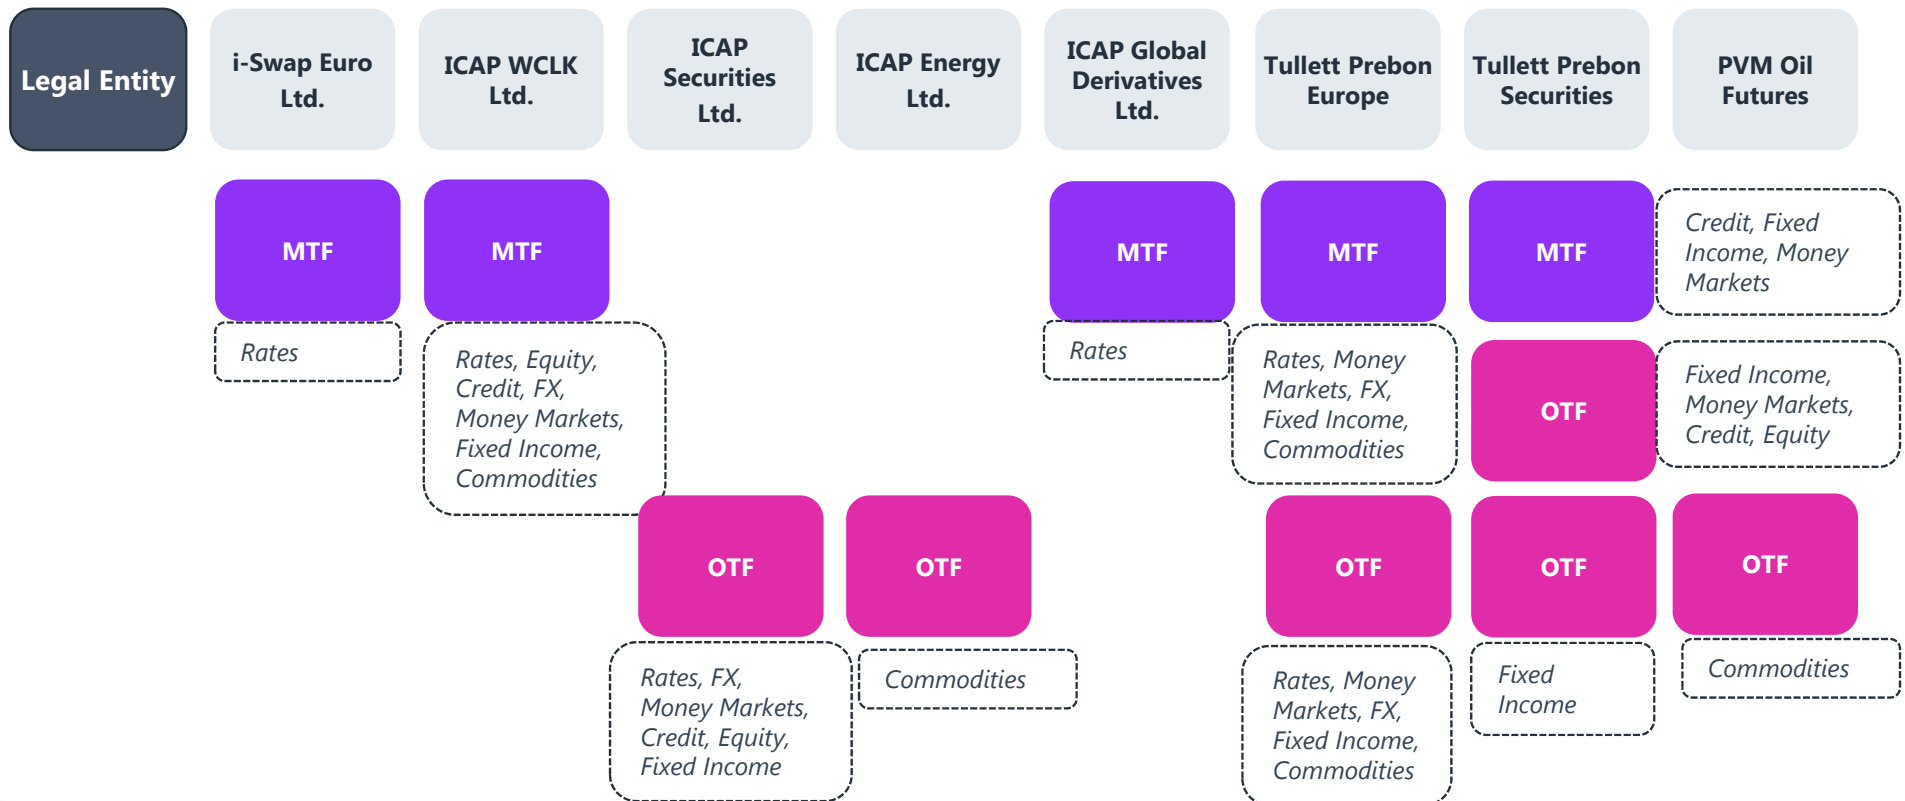 Legal Entity
i-Swap Euro
Ltd.
ICAP WCLK
Ltd.
ICAP
Securities
Ltd.
ICAP Energy
Ltd.
ICAP Global
Derivatives
Ltd.
Tullett Prebon
Europe
Tullett Prebon
Securities
PVM Oil
Futures
MTF
MTF
MTF
MTF
MTF
Credit, Fixed
Income, Money
Markets
Rates
Rates, Equity,
Credit, FX,
Money Markets,
Fixed Income,
Commodities
Rates
Rates, Money
Markets, FX,
Fixed Income,
Commodities
OTF
Fixed Income,
Money Markets,
Credit, Equity
OTF
OTF
OTF
OTF
OTF
Rates, FX,
Money Markets,
Credit, Equity,
Fixed Income
Commodities
Rates, Money
Markets, FX,
Fixed Income,
Commodities
Fixed
Income
Commodities